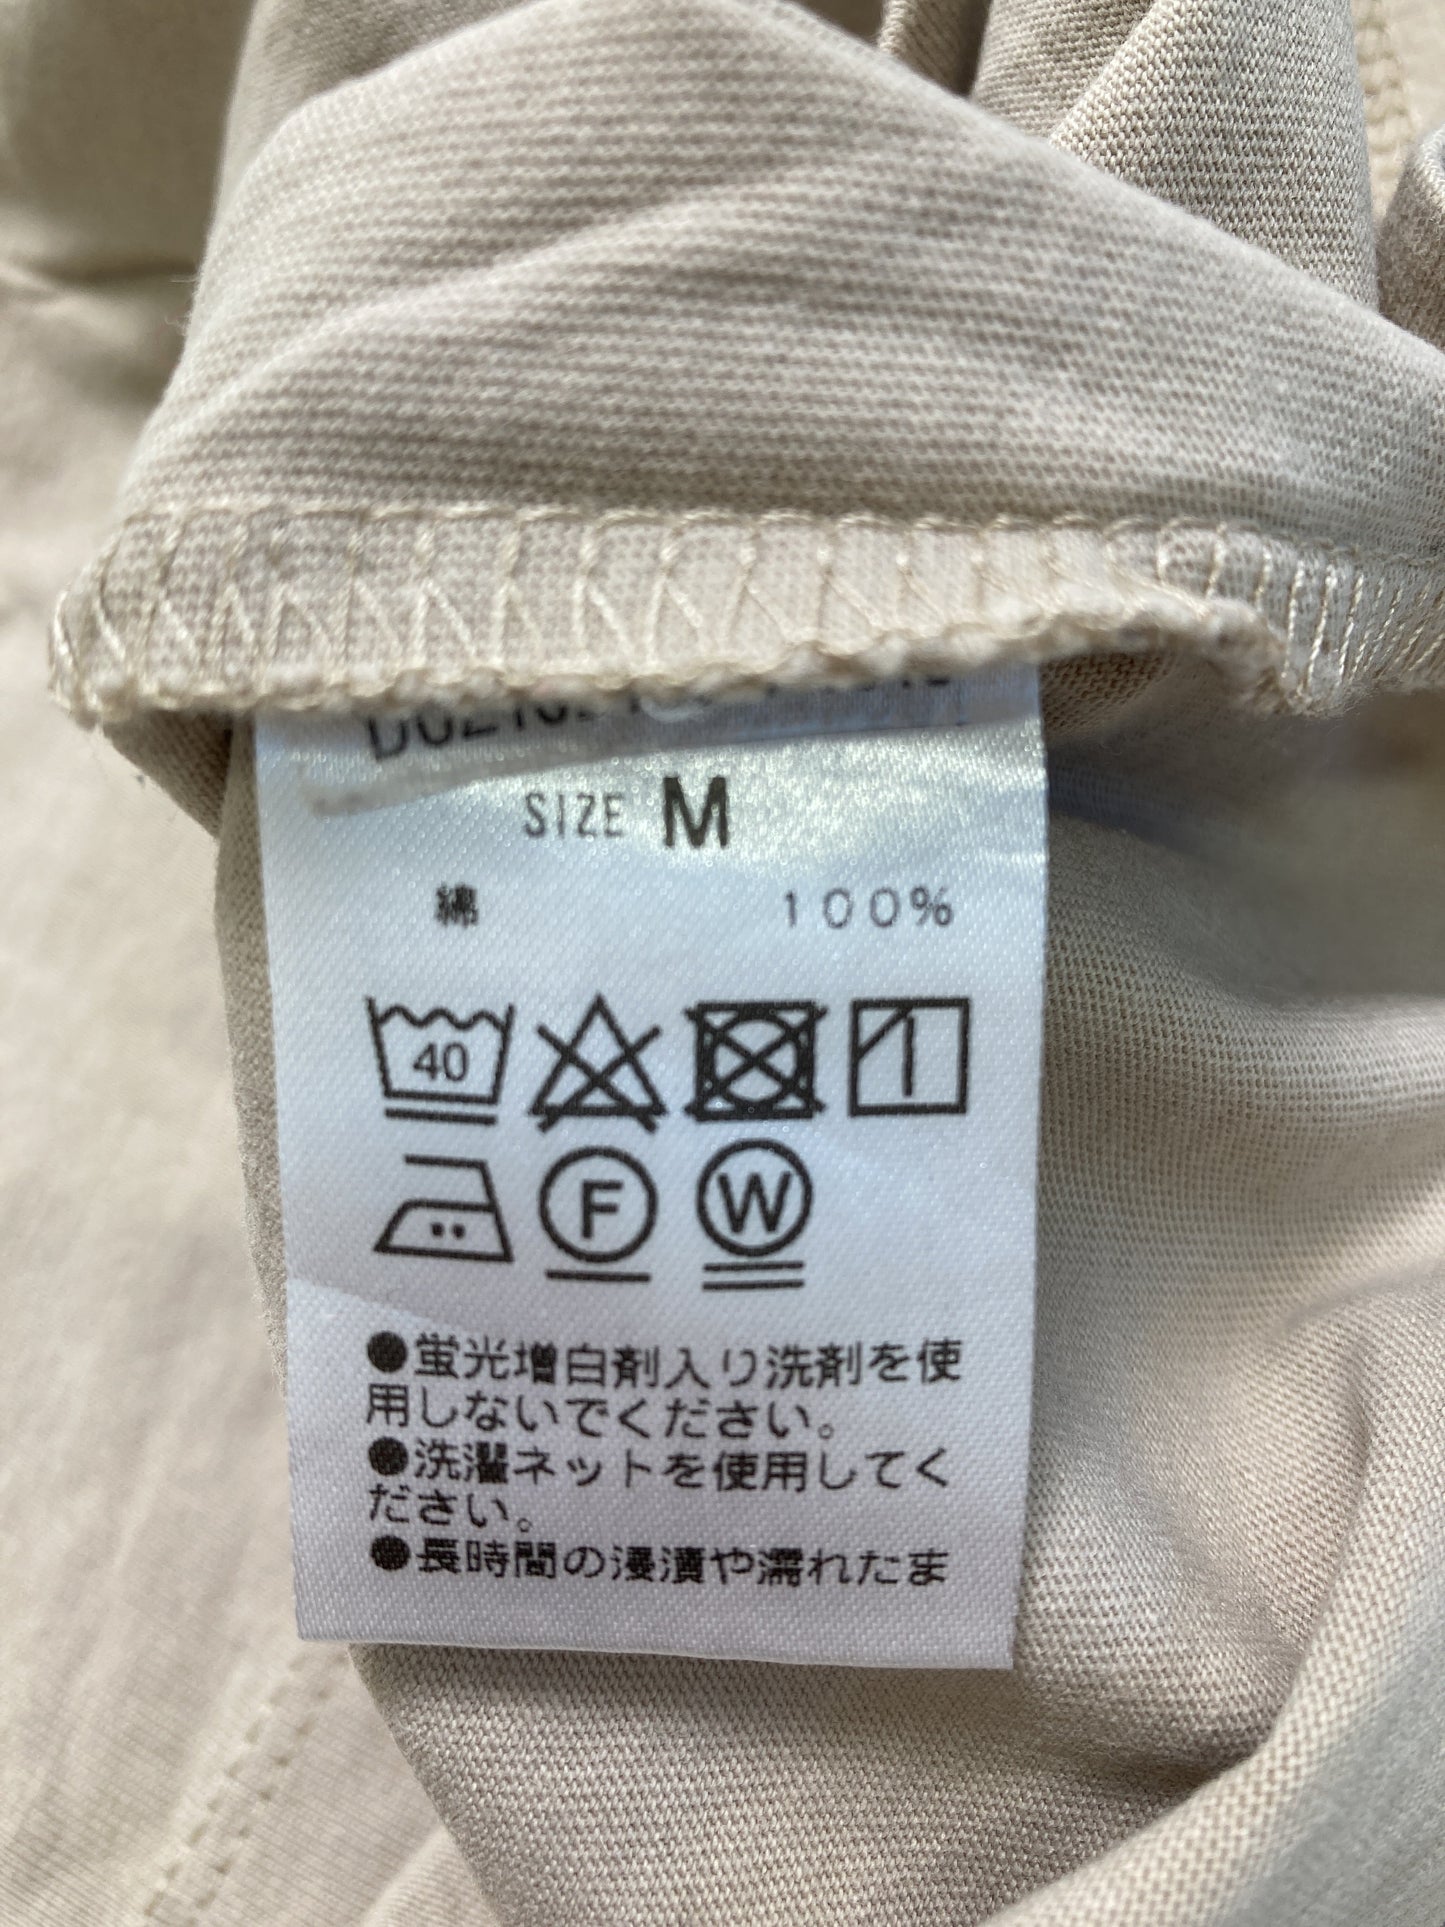 SIZE M
綿 100%
40
F W
●蛍光増白剤入り洗剤を使
用しないでください。
●洗濯ネットを使用してく
ださい。
●長時間の浸漬や濡れたま